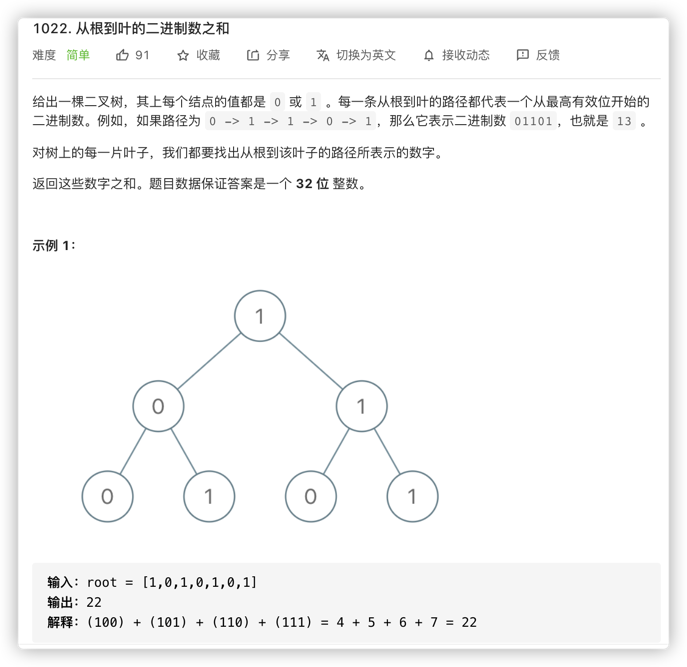 1022. 从根到叶的二进制数之和
难度 简单 91 收藏 分享 切换为英文 接收动态 反馈
给出一棵二叉树，其上每个结点的值都是 0 或 1 。每一条从根到叶的路径都代表一个从最高有效位开始的
二进制数。例如，如果路径为 0 -> 1 -> 1 -> 0 -> 1，那么它表示二进制数 01101，也就是 13 。
对树上的每一片叶子，我们都要找出从根到该叶子的路径所表示的数字。
返回这些数字之和。题目数据保证答案是一个 32 位 整数。
示例 1：
1
0 1
0 1 0 1
输入：root = [1,0,1,0,1,0,1]
输出：22
解释：(100) + (101) + (110) + (111) = 4 + 5 + 6 + 7 = 22